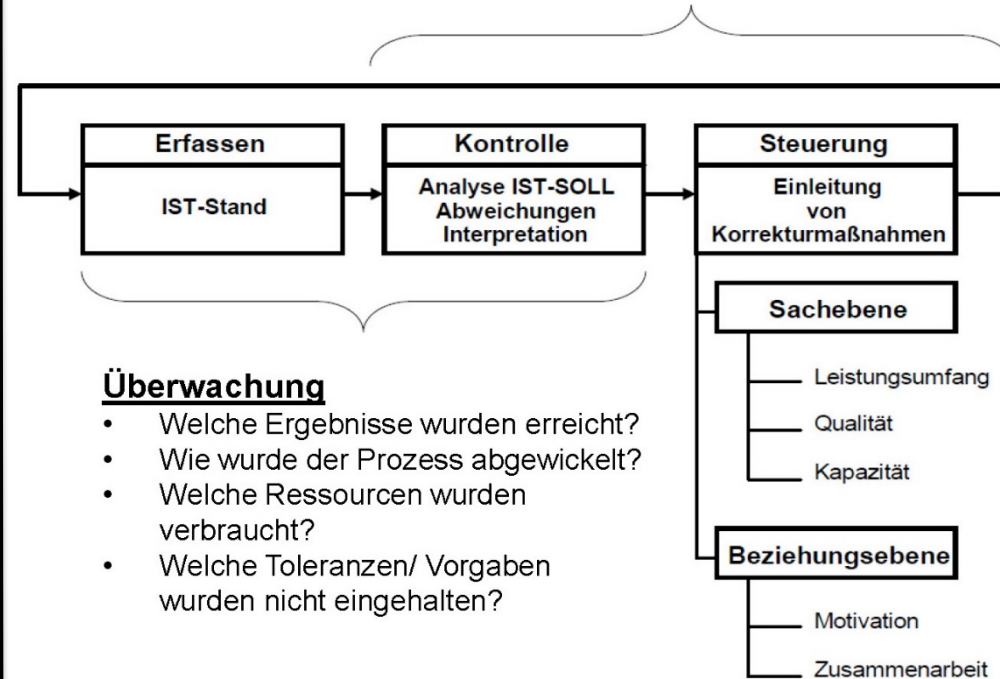 Erfassen
IST-Stand
Kontrolle
Analyse IST-SOLL
Abweichungen
Interpretation
Steuerung
Einleitung
von
Korrekturmaßnahmen
Sachebene
Leistungsumfang
Qualität
Kapazität
Beziehungsebene
Motivation
Zusammenarbeit
Überwachung
• Welche Ergebnisse wurden erreicht?
• Wie wurde der Prozess abgewickelt?
• Welche Ressourcen wurden
verbraucht?
• Welche Toleranzen/ Vorgaben
wurden nicht eingehalten?